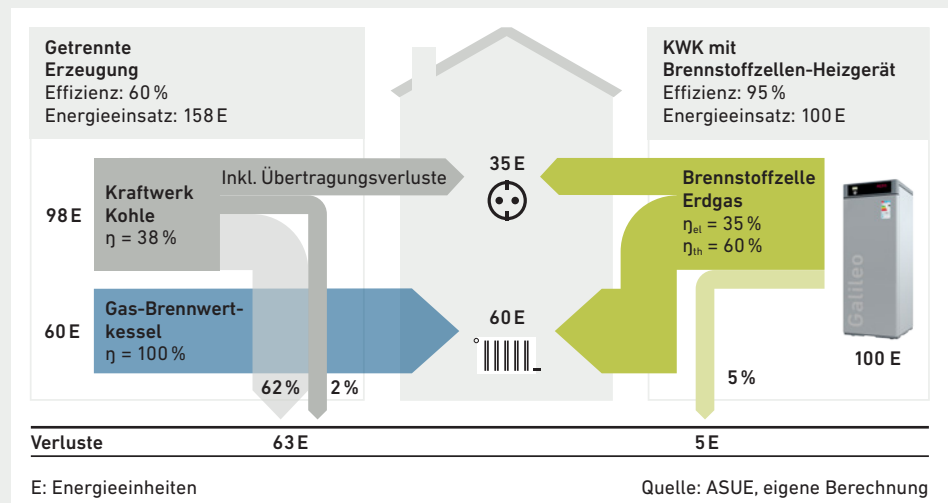 Getrennte
Erzeugung
Effizienz: 60 %
Energieeinsatz: 158 E
KWK mit
Brennstoffzellen-Heizgerät
Effizienz: 95 %
Energieeinsatz: 100 E
98 E
Kraftwerk
Kohle
η = 38 %
Inkl. Übertragungsverluste
35 E
Brennstoffzelle
Erdgas
ηel = 35 %
ηth = 60 %
Galileo
100 E
60 E
Gas-Brennwert-
kessel
η = 100 %
60 E
62 %
2 %
5 %
Verluste
63 E
5 E
E: Energieeinheiten
Quelle: ASUE, eigene Berechnung